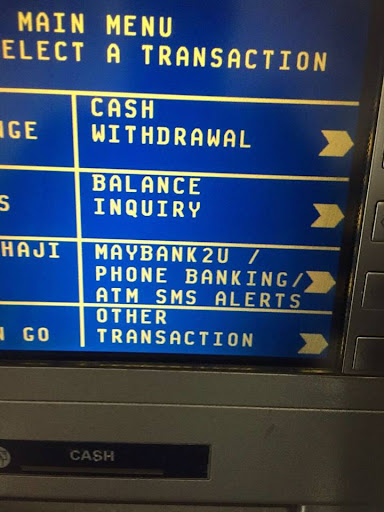 MAIN MENU
ELECT A TRANSACTION
CASH
NGE
WITHDRAWAL
BALANCE
S
INQUIRY
HAJI
MAYBANK2U /
PHONE BANKING/
ATM SMS ALERTS
OTHER
N GO
TRANSACTION
CASH